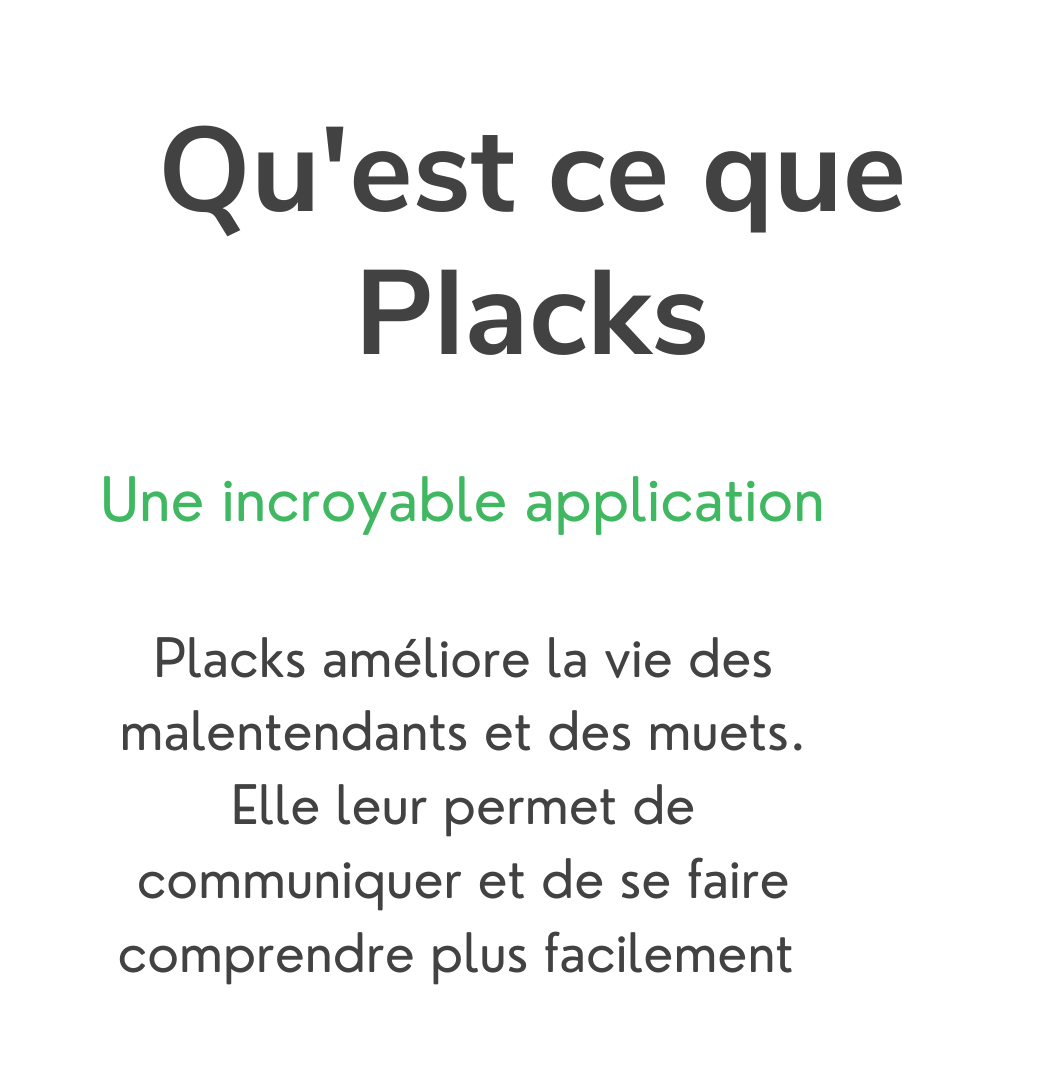 Qu'est ce que
Placks
Une incroyable application
Placks améliore la vie des
malentendants et des muets.
Elle leur permet de
communiquer et de se faire
comprendre plus facilement